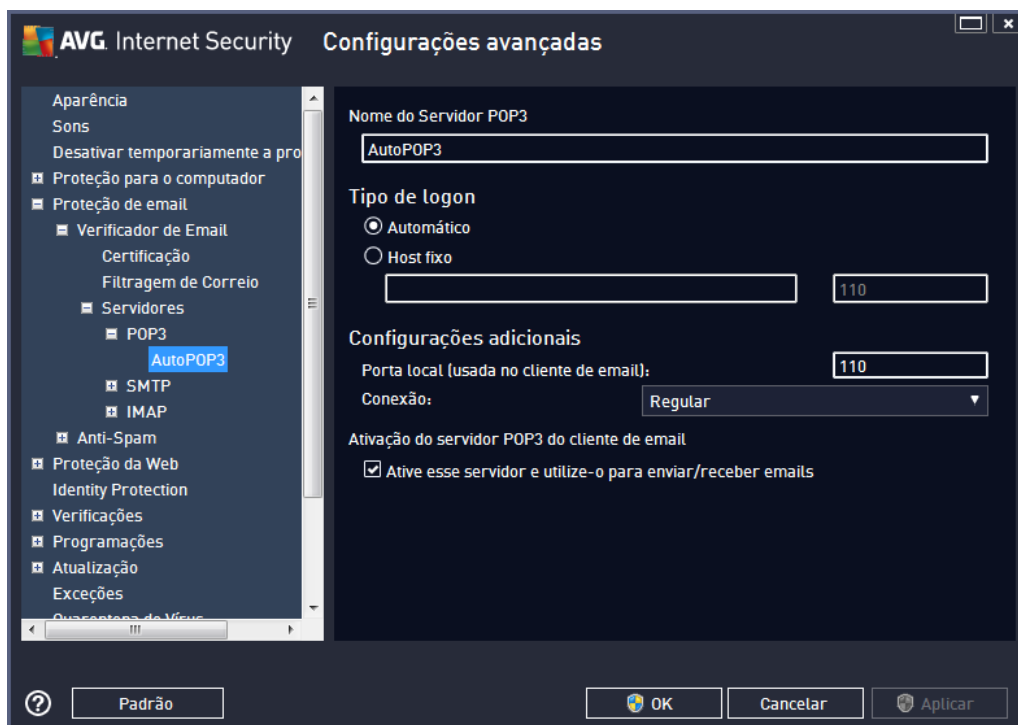 AVG. Internet Security Configurações avançadas
Aparência
Sons
Desativar temporariamente a pro
Proteção para o computador
Proteção de email
Verificador de Email
Certificação
Filtragem de Correio
Servidores
POP3
AutoPOP3
SMTP
IMAP
Anti-Spam
Proteção da Web
Identity Protection
Verificações
Programações
Atualização
Exceções
Quarentena de Vírus
Nome do Servidor POP3
AutoPOP3
Tipo de logon
Automático
Host fixo
110
Configurações adicionais
Porta local (usada no cliente de email): 110
Conexão: Regular
Ativação do servidor POP3 do cliente de email
Ative esse servidor e utilize-o para enviar/receber emails
Padrão OK Cancelar Aplicar